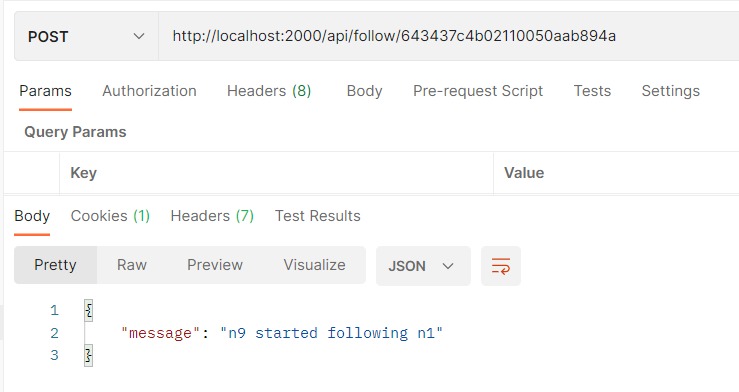 POST http://localhost:2000/api/follow/643437c4b02110050aab894a
Params Authorization Headers (8) Body Pre-request Script Tests Settings
Query Params
Key Value
Body Cookies (1) Headers (7) Test Results
Pretty Raw Preview Visualize JSON
1 {
2 "message": "n9 started following n1"
3 }